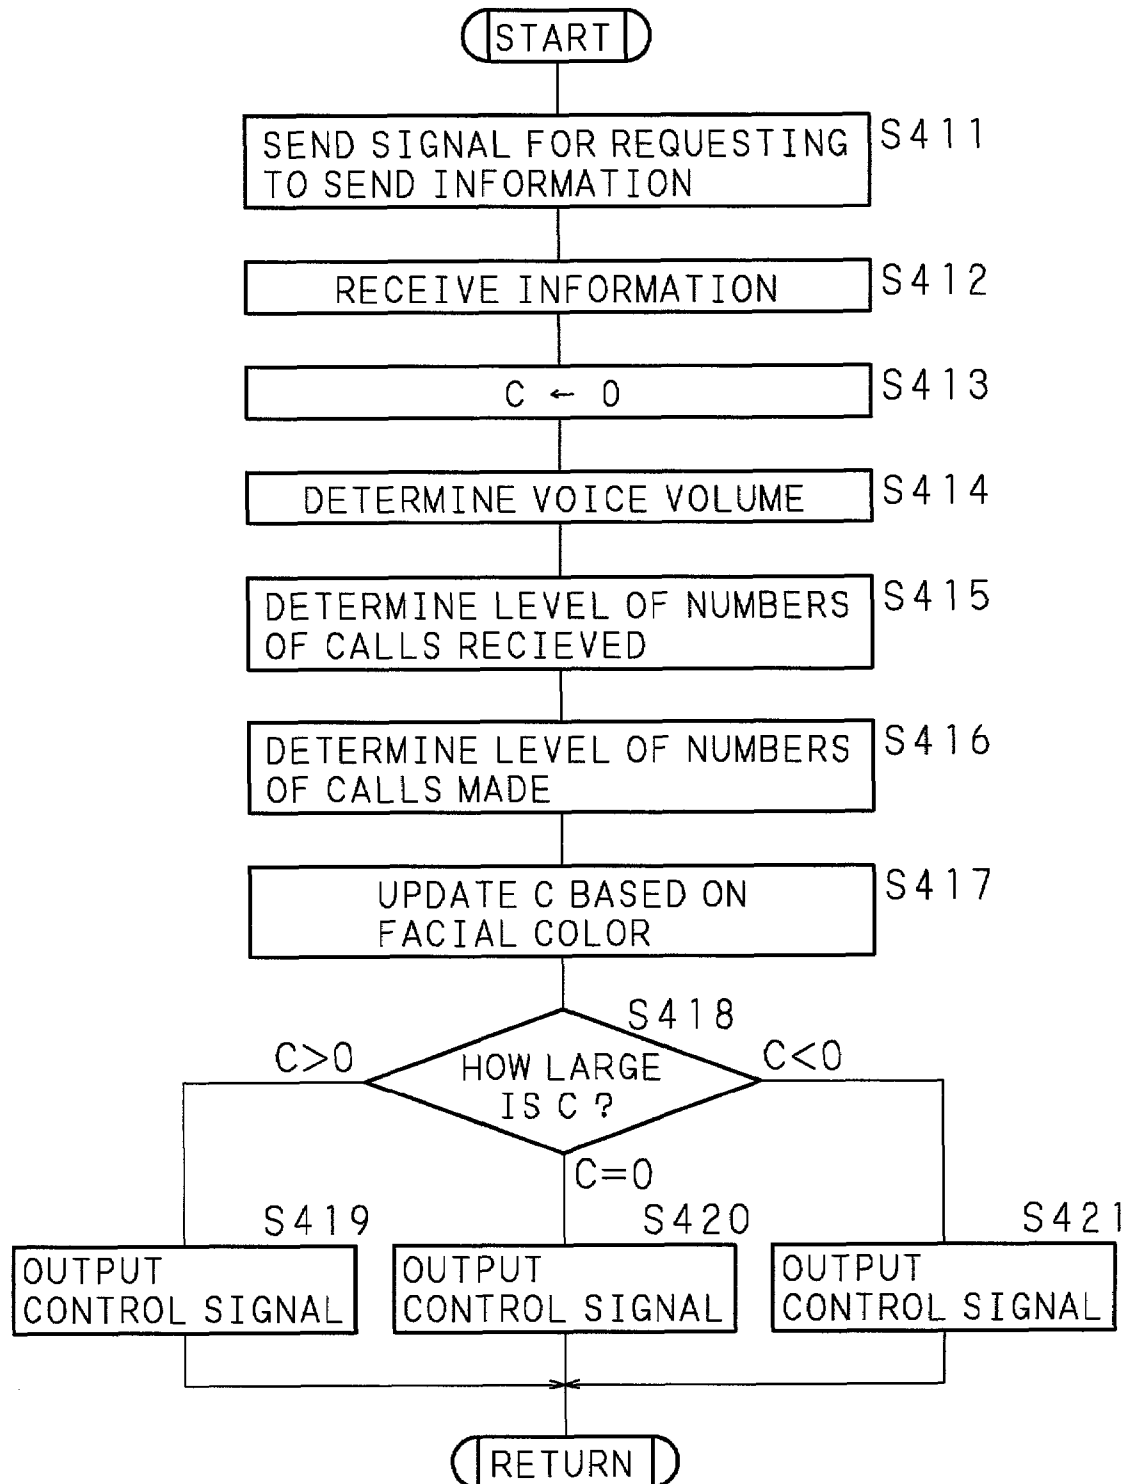 START
S411
SEND SIGNAL FOR REQUESTING
TO SEND INFORMATION
S412
RECEIVE INFORMATION
S413
C ← 0
S414
DETERMINE VOICE VOLUME
S415
DETERMINE LEVEL OF NUMBERS
OF CALLS RECIEVED
S416
DETERMINE LEVEL OF NUMBERS
OF CALLS MADE
S417
UPDATE C BASED ON
FACIAL COLOR
S418
C>0
HOW LARGE
IS C ?
C<0
C=0
S419
OUTPUT
CONTROL SIGNAL
S420
OUTPUT
CONTROL SIGNAL
S421
OUTPUT
CONTROL SIGNAL
RETURN